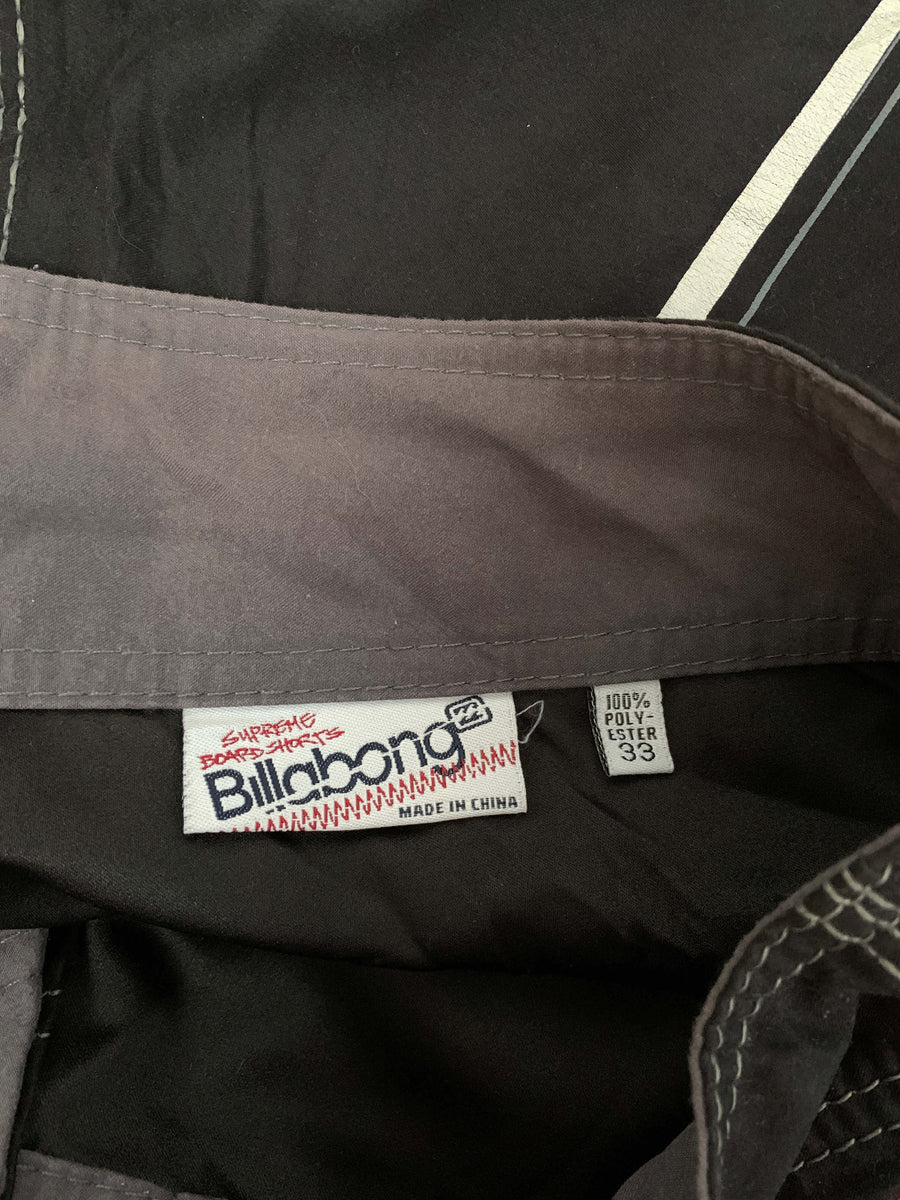 SUPREME
BOARD SHORTS
Billabong
MADE IN CHINA
100%
POLY-
ESTER
33